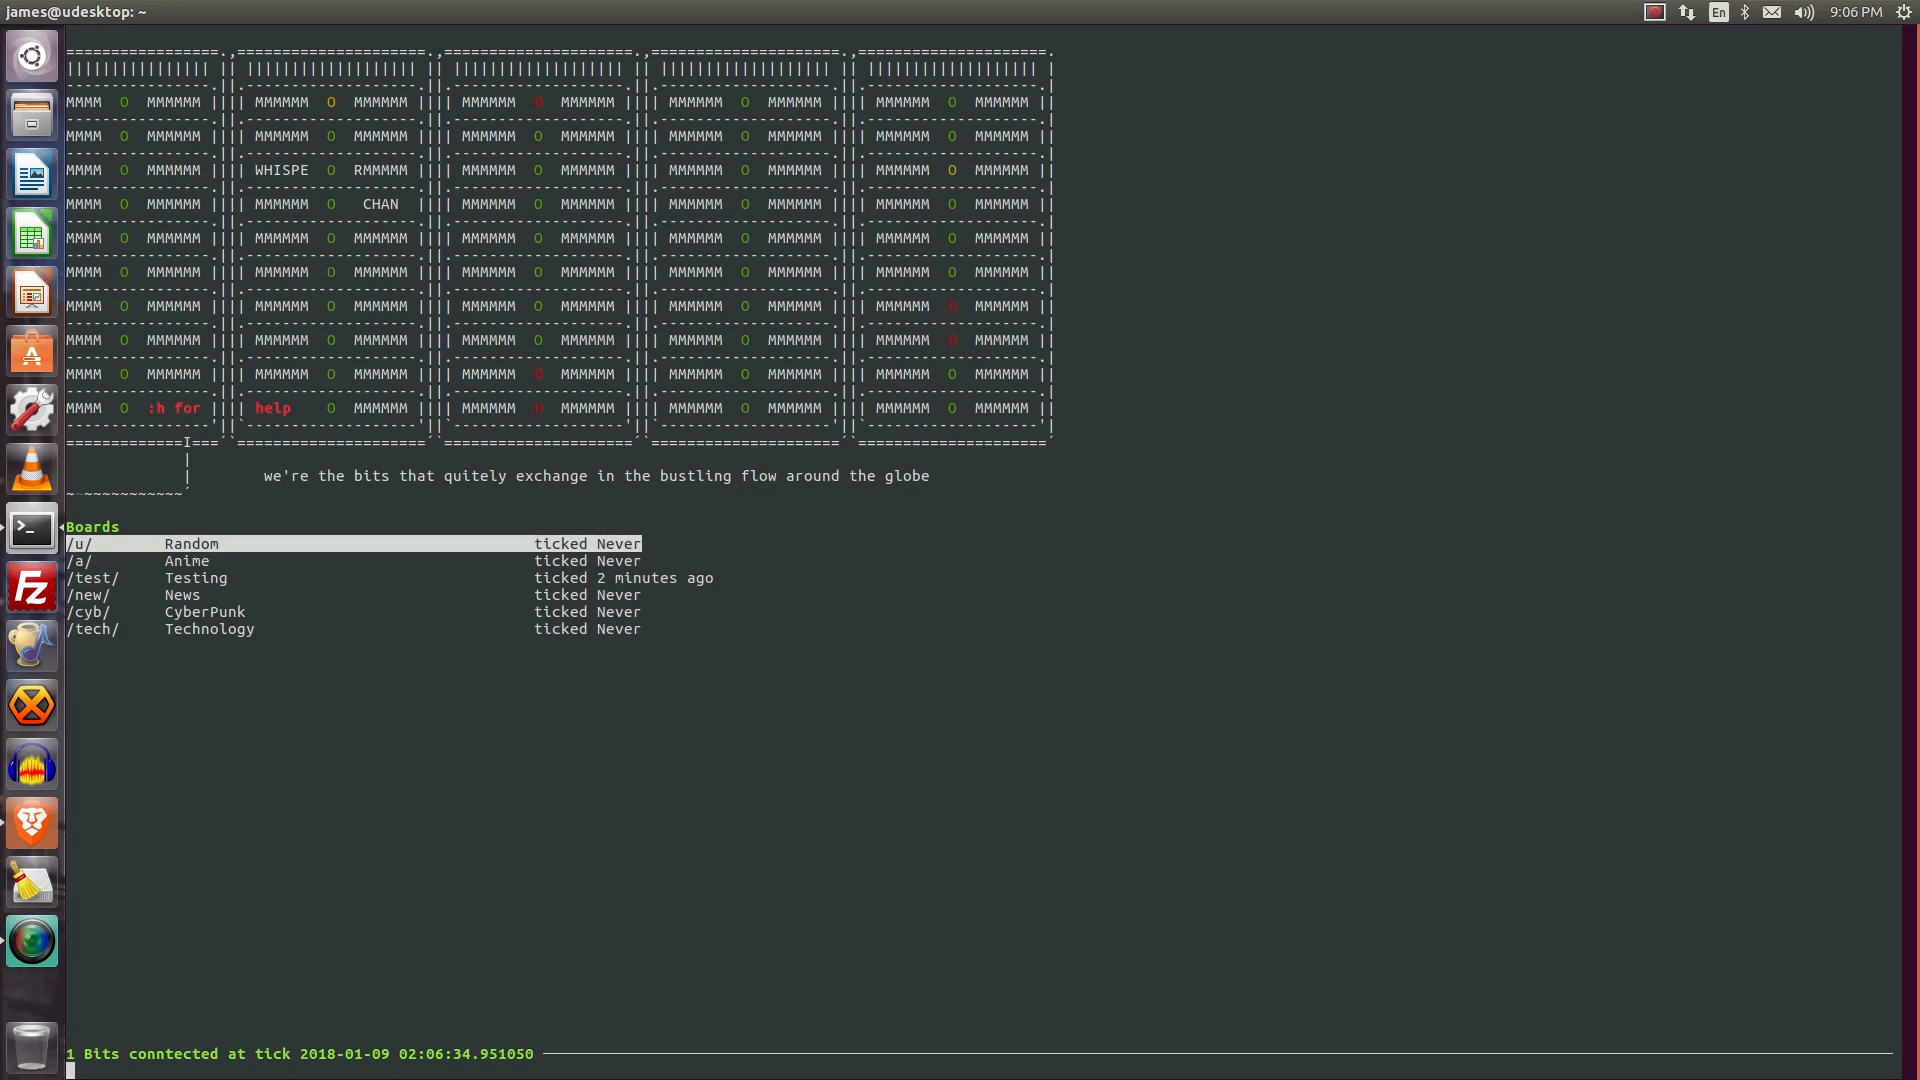 james@udesktop: ~ En 9:06 PM
=================.,=====================.,=====================.,=====================.,=====================.
|||||||||||||||| || ||||||||||||||||||| || ||||||||||||||||||| || ||||||||||||||||||| || ||||||||||||||||||| |
----------------.||.-------------------.||.-------------------.||.-------------------.||.-------------------.|
MMMM  O  MMMMMM |||| MMMMMM  O  MMMMMM |||| MMMMMM  O  MMMMMM |||| MMMMMM  O  MMMMMM |||| MMMMMM  O  MMMMMM ||
----------------.||.-------------------.||.-------------------.||.-------------------.||.-------------------.|
MMMM  O  MMMMMM |||| MMMMMM  O  MMMMMM |||| MMMMMM  O  MMMMMM |||| MMMMMM  O  MMMMMM |||| MMMMMM  O  MMMMMM ||
----------------.||.-------------------.||.-------------------.||.-------------------.||.-------------------.|
MMMM  O  MMMMMM |||| WHISPE  O  RMMMMM |||| MMMMMM  O  MMMMMM |||| MMMMMM  O  MMMMMM |||| MMMMMM  O  MMMMMM ||
----------------.||.-------------------.||.-------------------.||.-------------------.||.-------------------.|
MMMM  O  MMMMMM |||| MMMMMM  O   CHAN  |||| MMMMMM  O  MMMMMM |||| MMMMMM  O  MMMMMM |||| MMMMMM  O  MMMMMM ||
----------------.||.-------------------.||.-------------------.||.-------------------.||.-------------------.|
MMMM  O  MMMMMM |||| MMMMMM  O  MMMMMM |||| MMMMMM  O  MMMMMM |||| MMMMMM  O  MMMMMM |||| MMMMMM  O  MMMMMM ||
----------------.||.-------------------.||.-------------------.||.-------------------.||.-------------------.|
MMMM  O  MMMMMM |||| MMMMMM  O  MMMMMM |||| MMMMMM  O  MMMMMM |||| MMMMMM  O  MMMMMM |||| MMMMMM  O  MMMMMM ||
----------------.||.-------------------.||.-------------------.||.-------------------.||.-------------------.|
MMMM  O  MMMMMM |||| MMMMMM  O  MMMMMM |||| MMMMMM  O  MMMMMM |||| MMMMMM  O  MMMMMM |||| MMMMMM  O  MMMMMM ||
----------------.||.-------------------.||.-------------------.||.-------------------.||.-------------------.|
MMMM  O  MMMMMM |||| MMMMMM  O  MMMMMM |||| MMMMMM  O  MMMMMM |||| MMMMMM  O  MMMMMM |||| MMMMMM  O  MMMMMM ||
----------------.||.-------------------.||.-------------------.||.-------------------.||.-------------------.|
MMMM  O  MMMMMM |||| MMMMMM  O  MMMMMM |||| MMMMMM  O  MMMMMM |||| MMMMMM  O  MMMMMM |||| MMMMMM  O  MMMMMM ||
----------------.||.-------------------.||.-------------------.||.-------------------.||.-------------------.|
MMMM  O  :h for |||| help    O  MMMMMM |||| MMMMMM  O  MMMMMM |||| MMMMMM  O  MMMMMM |||| MMMMMM  O  MMMMMM ||
----------------'||`-------------------'||`-------------------'||`-------------------'||`-------------------'|
=============I===´`=====================´`=====================´`=====================´`=====================´
|
| we're the bits that quitely exchange in the bustling flow around the globe
~~~~~~~~~~~~~´
Boards
/u/ Random ticked Never
/a/ Anime ticked Never
/test/ Testing ticked 2 minutes ago
/new/ News ticked Never
/cyb/ CyberPunk ticked Never
/tech/ Technology ticked Never
1 Bits conntected at tick 2018-01-09 02:06:34.951050